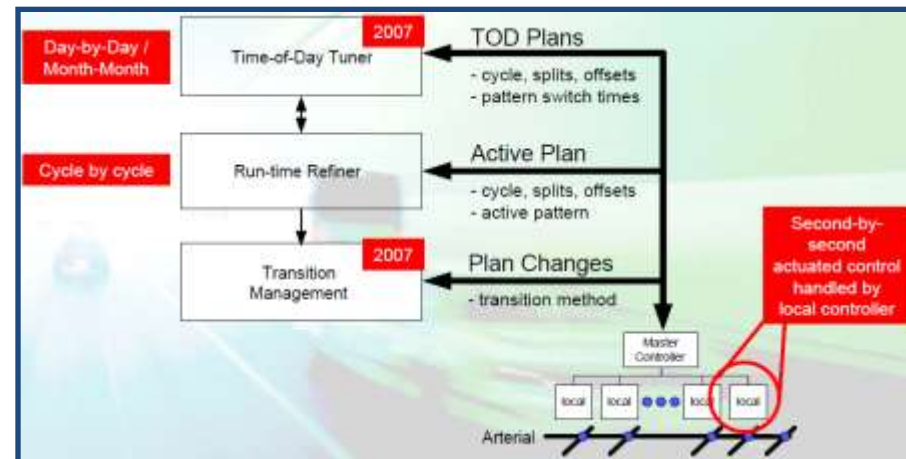 Day-by-Day /
Month-Month
2007
Time-of-Day Tuner
TOD Plans
- cycle, splits, offsets
- pattern switch times
Cycle by cycle
Run-time Refiner
Active Plan
- cycle, splits, offsets
- active pattern
2007
Transition
Management
Plan Changes
- transition method
Second-by-
second
actuated control
handled by
local controller
Master
Controller
local
local
local
local
Arterial